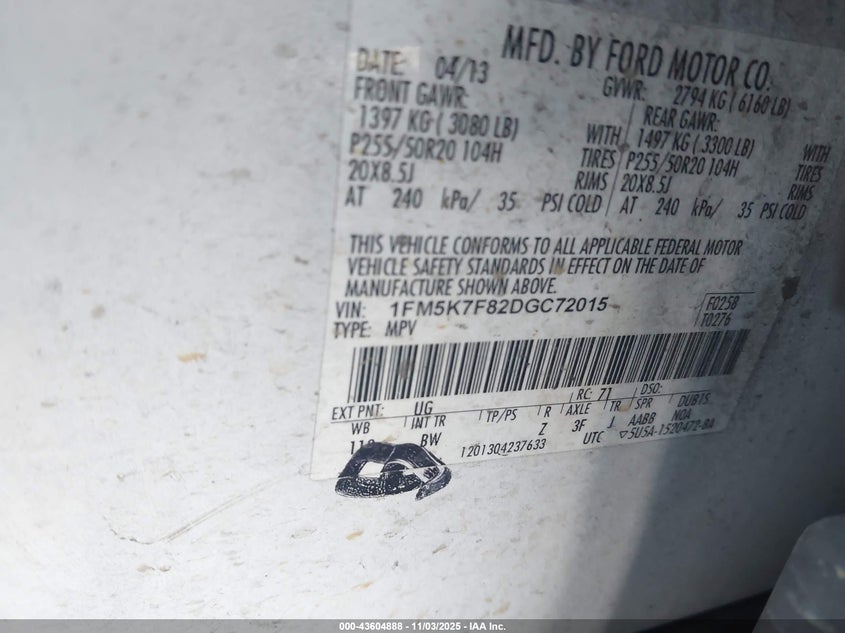 MFD. BY FORD MOTOR CO.
DATE: 04/13 GVWR: 2794 KG ( 6160 LB)
FRONT GAWR: REAR GAWR:
1397 KG ( 3080 LB) WITH 1497 KG ( 3300 LB) WITH
P255/50R20 104H TIRES P255/50R20 104H TIRES
20X8.5J RIMS 20X8.5J RIMS
AT 240 kPa/ 35 PSI COLD AT 240 kPa/ 35 PSI COLD
THIS VEHICLE CONFORMS TO ALL APPLICABLE FEDERAL MOTOR
VEHICLE SAFETY STANDARDS IN EFFECT ON THE DATE OF
MANUFACTURE SHOWN ABOVE.
VIN: 1FM5K7F82DGC72015 F0258
TYPE: MPV T0276
EXT PNT: UG RC: 71 DSO:
WB INT TR TP/PS R AXLE TR SPR DUBTS
BW Z 3F J AABB NOA
1201304237633 UTC ▽5U5A-1520472-BA
000-43604888 - 11/03/2025 - IAA Inc.